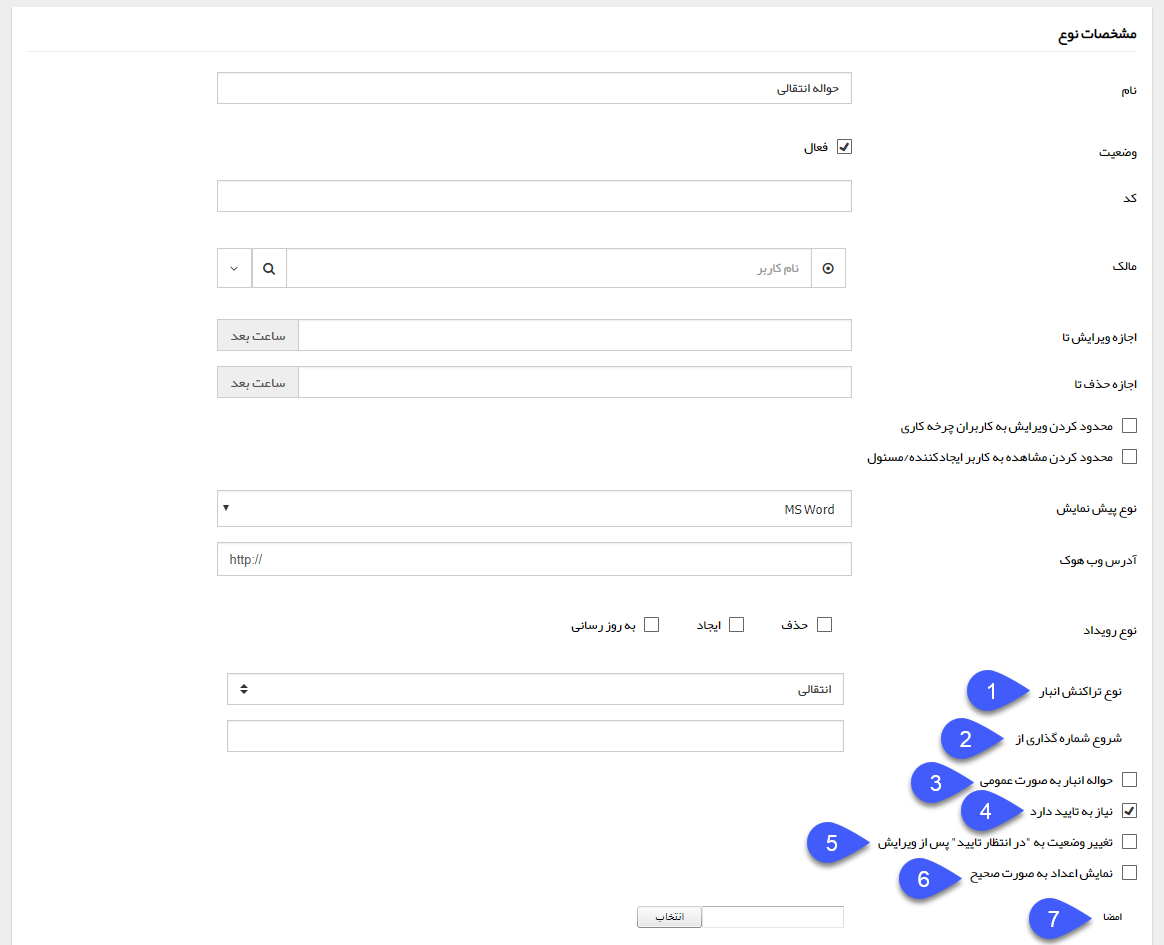 مشخصات نوع
نام
حواله انتقالی
وضعیت
فعال
کد
مالک
نام کاربر
اجازه ویرایش تا
ساعت بعد
اجازه حذف تا
ساعت بعد
محدود کردن ویرایش به کاربران چرخه کاری
محدود کردن مشاهده به کاربر ایجادکننده/مسئول
نوع پیش نمایش
MS Word
آدرس وب هوک
http://
نوع رویداد
حذف ایجاد به روز رسانی
1 نوع تراکنش انبار
انتقالی
2 شروع شماره گذاری از
3 حواله انبار به صورت عمومی
4 نیاز به تایید دارد
5 تغییر وضعیت به "در انتظار تایید" پس از ویرایش
6 نمایش اعداد به صورت صحیح
7 امضا
انتخاب